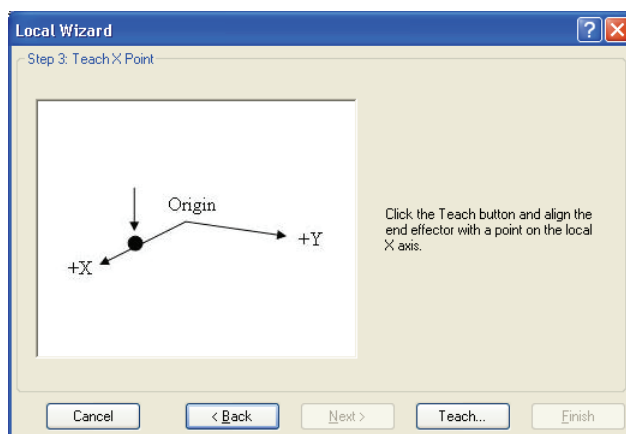 Local Wizard
Step 3: Teach X Point
Origin
+Y
+X
Click the Teach button and align the
end effector with a point on the local
X axis.
Cancel
< Back
Next >
Teach...
Finish